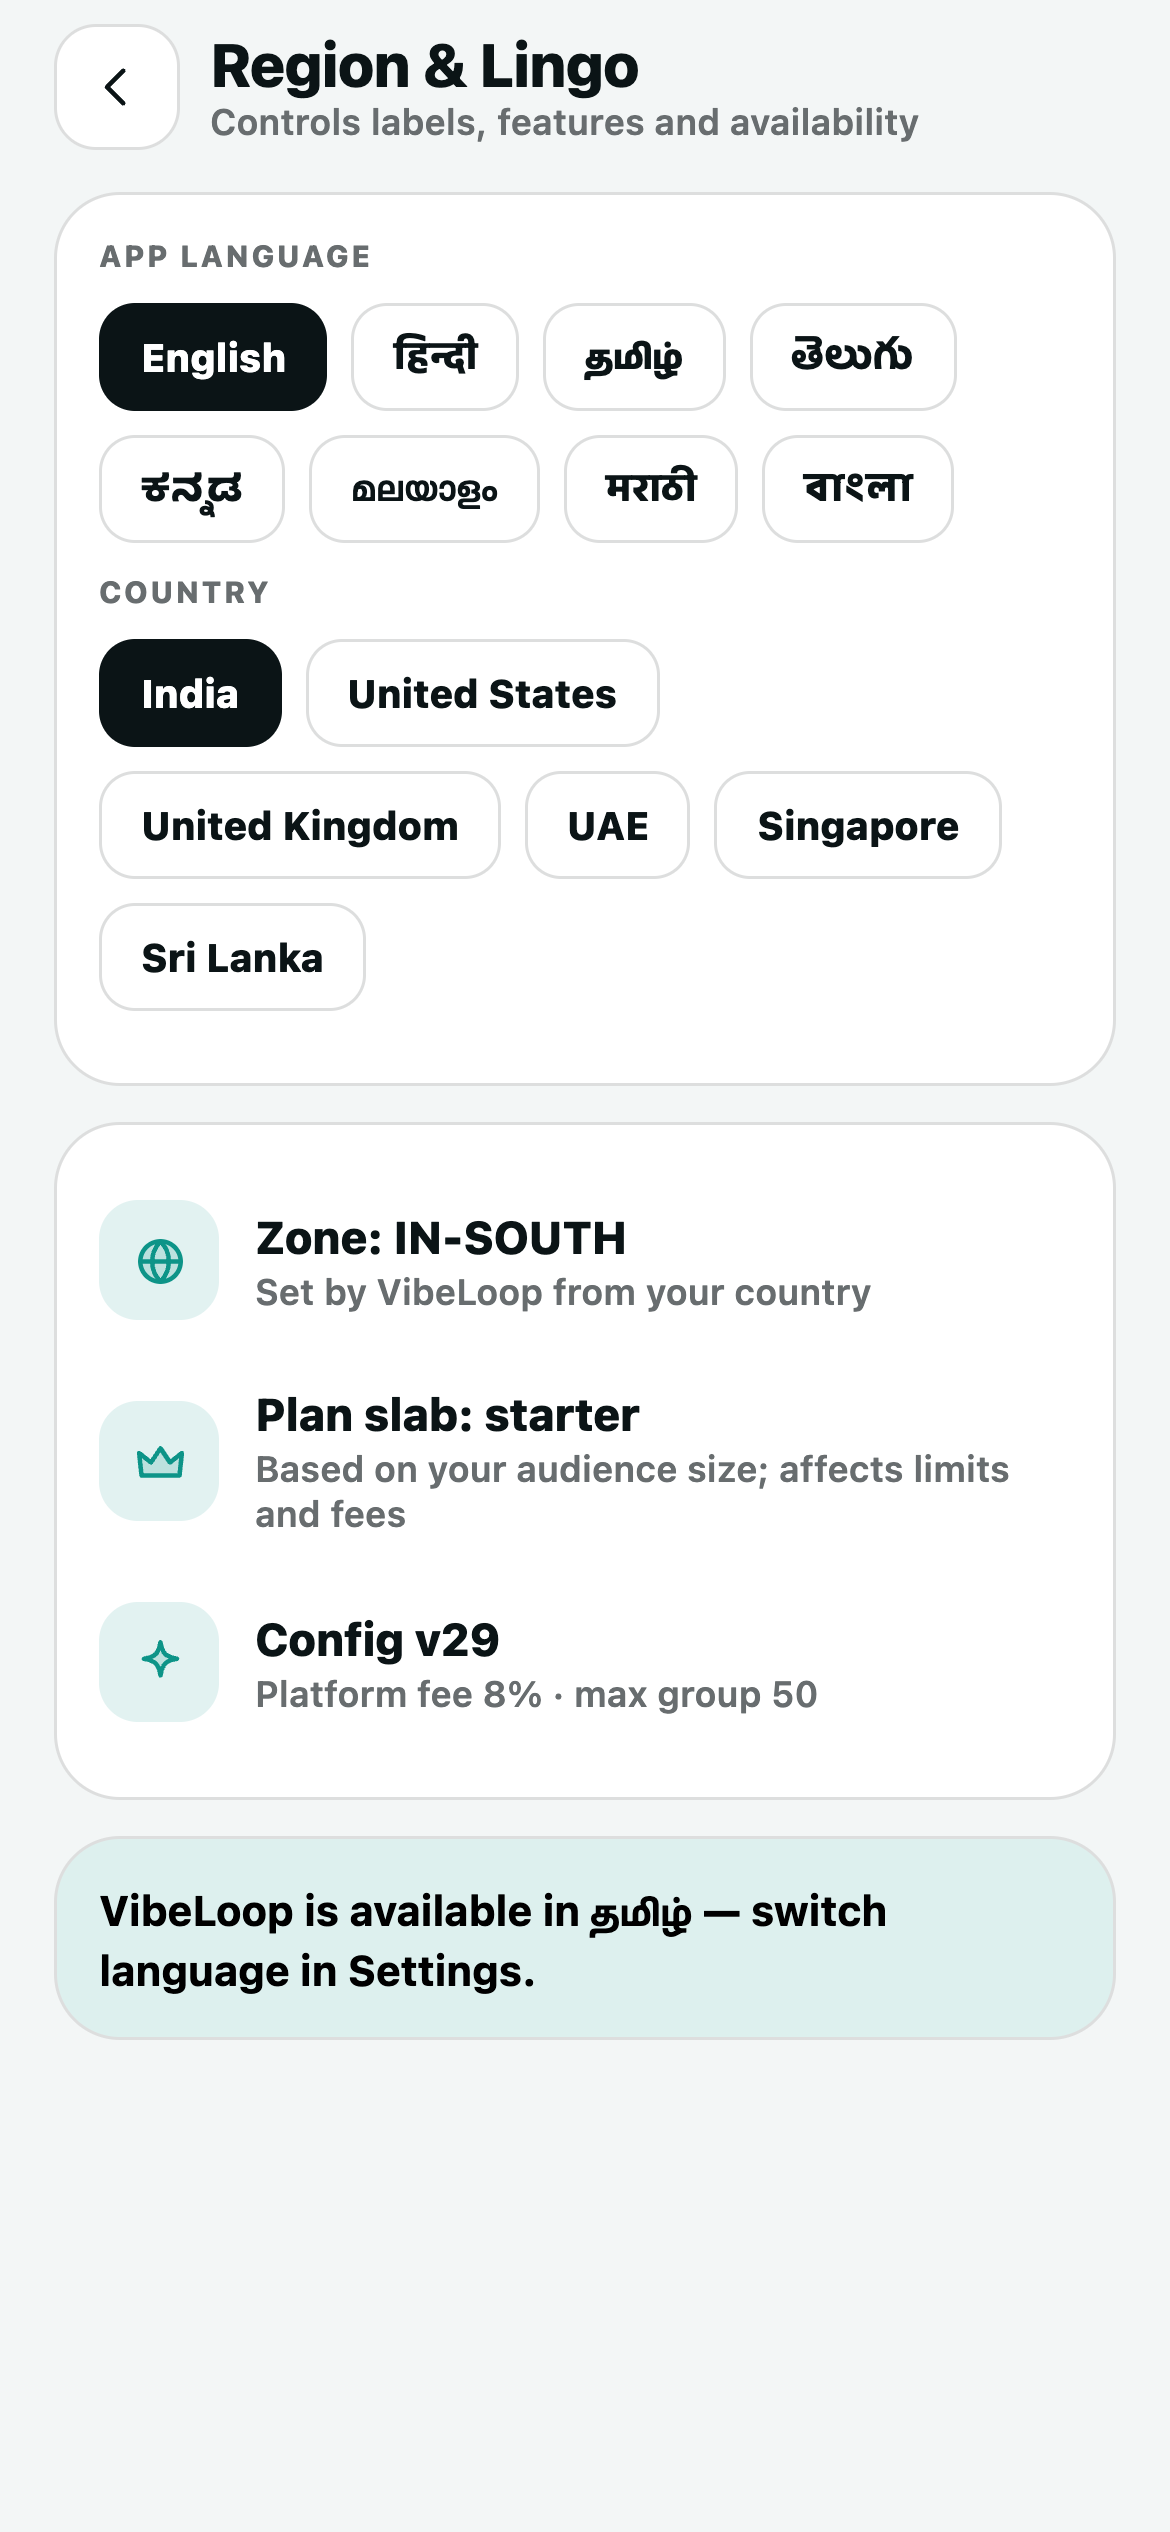 Region & Lingo
Controls labels, features and availability
APP LANGUAGE
English हिन्दी தமிழ் తెలుగు
ಕನ್ನಡ മലയാളം मराठी বাংলা
COUNTRY
India United States
United Kingdom UAE Singapore
Sri Lanka
Zone: IN-SOUTH
Set by VibeLoop from your country
Plan slab: starter
Based on your audience size; affects limits
and fees
Config v29
Platform fee 8% · max group 50
VibeLoop is available in தமிழ் — switch
language in Settings.